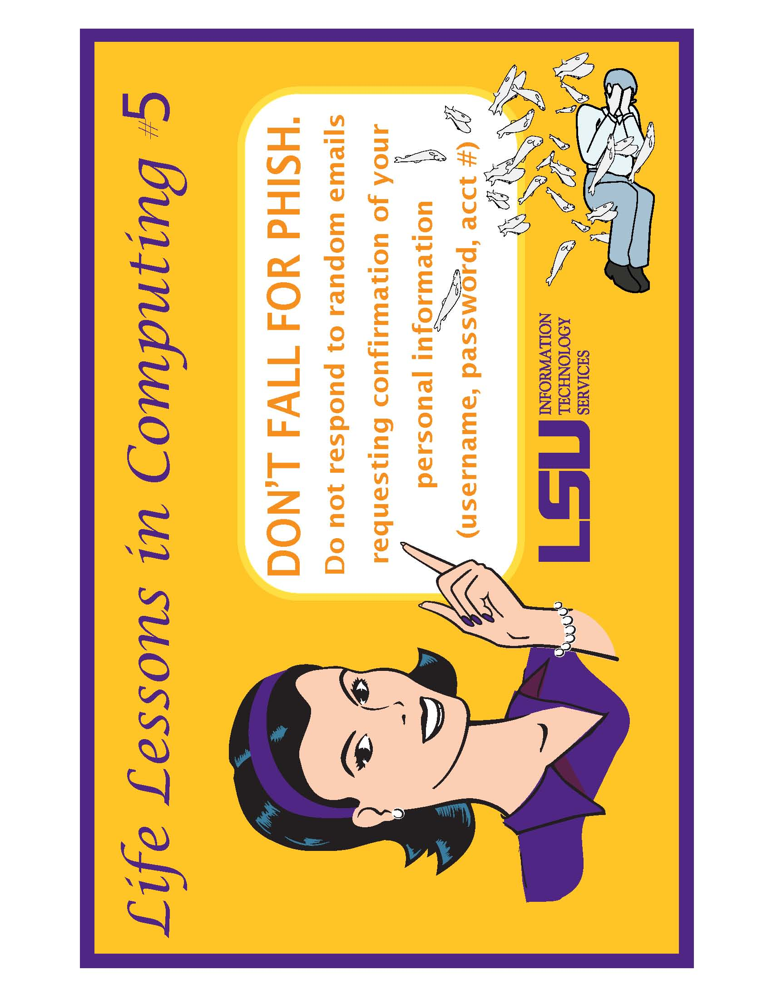 Life Lessons in Computing #5
DON'T FALL FOR PHISH.
Do not respond to random emails
requesting confirmation of your
personal information
(username, password, acct #)
LSU
INFORMATION
TECHNOLOGY
SERVICES